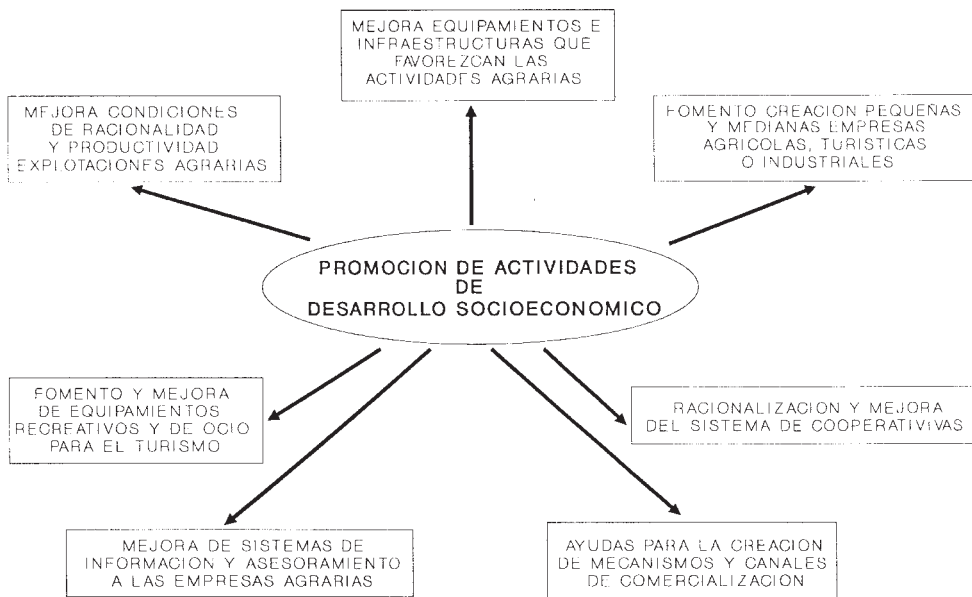 MEJORA EQUIPAMIENTOS E
INFRAESTRUCTURAS QUE
FAVOREZCAN LAS
ACTIVIDADES AGRARIAS
MEJORA CONDICIONES
DE RACIONALIDAD
Y PRODUCTIVIDAD
EXPLOTACIONES AGRARIAS
FOMENTO CREACION PEQUEÑAS
Y MEDIANAS EMPRESAS
AGRICOLAS, TURISTICAS
O INDUSTRIALES
PROMOCION DE ACTIVIDADES
DE
DESARROLLO SOCIOECONOMICO
FOMENTO Y MEJORA
DE EQUIPAMIENTOS
RECREATIVOS Y DE OCIO
PARA EL TURISMO
RACIONALIZACION Y MEJORA
DEL SISTEMA DE COOPERATIVIVAS
MEJORA DE SISTEMAS DE
INFORMACION Y ASESORAMIENTO
A LAS EMPRESAS AGRARIAS
AYUDAS PARA LA CREACION
DE MECANISMOS Y CANALES
DE COMERCIALIZACION